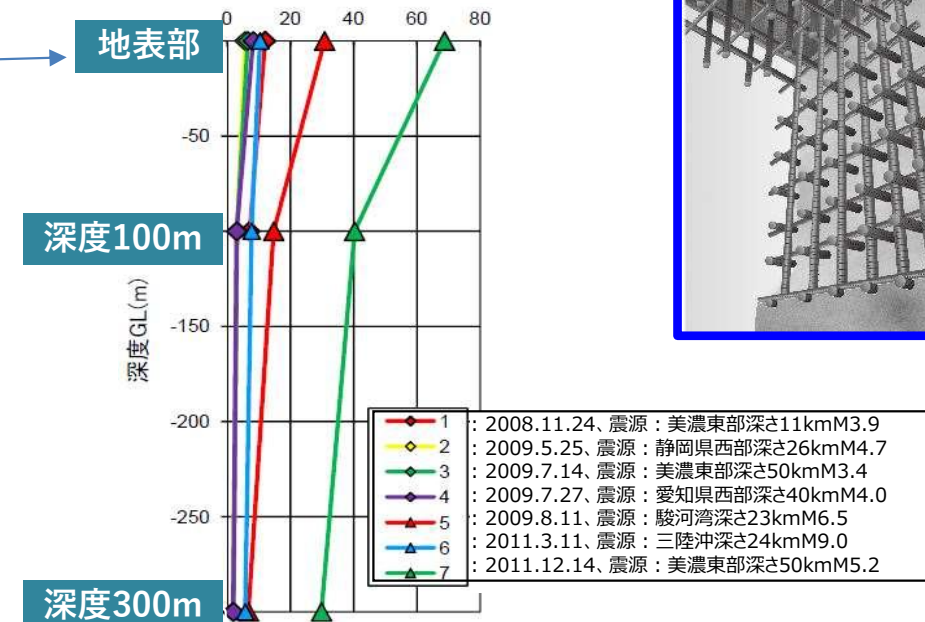 0 20 40 60 80
地表部
-50
深度100m
-150
深度GL(m)
-200
-250
深度300m
1 : 2008.11.24、震源：美濃東部深さ11kmM3.9
2 : 2009.5.25、震源：静岡県西部深さ26kmM4.7
3 : 2009.7.14、震源：美濃東部深さ50kmM3.4
4 : 2009.7.27、震源：愛知県西部深さ40kmM4.0
5 : 2009.8.11、震源：駿河湾深さ23kmM6.5
6 : 2011.3.11、震源：三陸沖深さ24kmM9.0
7 : 2011.12.14、震源：美濃東部深さ50kmM5.2